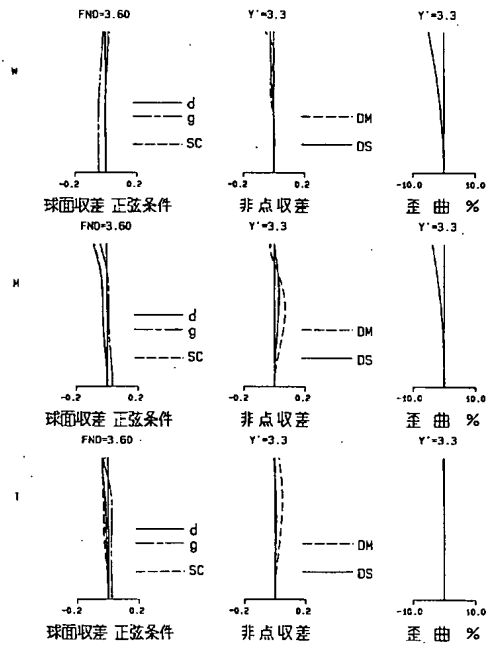 FNO=3.60 Y'=3.3 Y'=3.3
W
d
g
SC
DM
DS
-0.2 0.2 -0.2 0.2 -10.0 10.0
球面収差 正弦条件 非点収差 歪曲 %
FNO=3.60 Y'=3.3 Y'=3.3
M
d
g
SC
DM
DS
-0.2 0.2 -0.2 0.2 -10.0 10.0
球面収差 正弦条件 非点収差 歪曲 %
FNO=3.60 Y'=3.3 Y'=3.3
T
d
g
SC
DM
DS
-0.2 0.2 -0.2 0.2 -10.0 10.0
球面収差 正弦条件 非点収差 歪曲 %